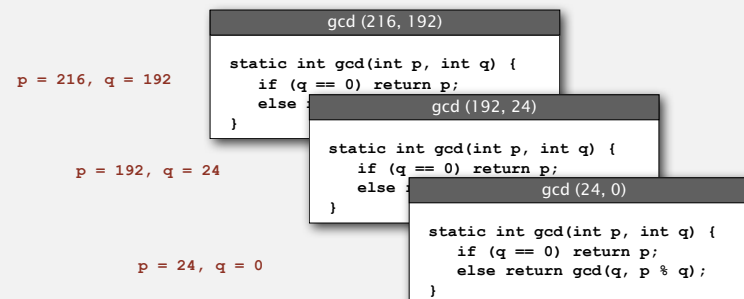 gcd (216, 192)
p = 216, q = 192
static int gcd(int p, int q) {
if (q == 0) return p;
else
}
gcd (192, 24)
p = 192, q = 24
static int gcd(int p, int q) {
if (q == 0) return p;
else
}
gcd (24, 0)
p = 24, q = 0
static int gcd(int p, int q) {
if (q == 0) return p;
else return gcd(q, p % q);
}